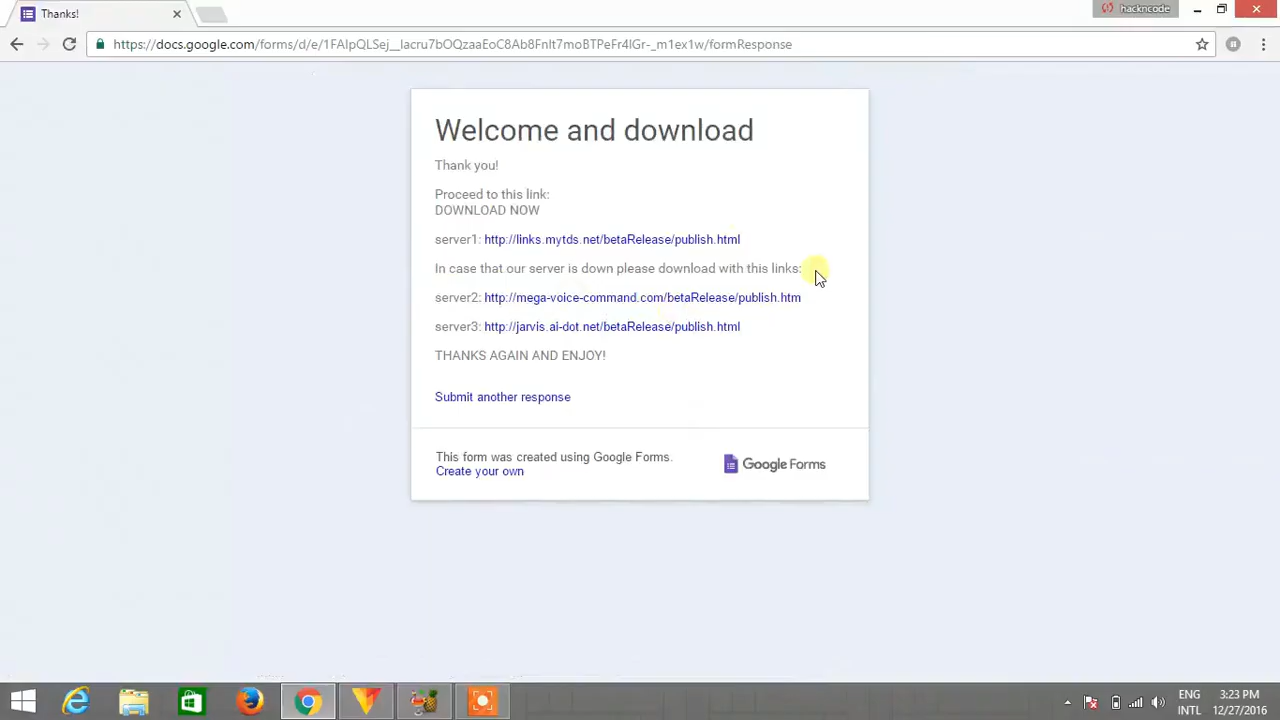 Thanks!
hackncode
https://docs.google.com/forms/d/e/1FAIpQLSej__lacru7bOQzaaEoC8Ab8FnIt7moBTPeFr4lGr-_m1ex1w/formResponse
Welcome and download
Thank you!
Proceed to this link:
DOWNLOAD NOW
server1: http://links.mytds.net/betaRelease/publish.html
In case that our server is down please download with this links:
server2: http://mega-voice-command.com/betaRelease/publish.htm
server3: http://jarvis.ai-dot.net/betaRelease/publish.html
THANKS AGAIN AND ENJOY!
Submit another response
This form was created using Google Forms.
Create your own
Google Forms
ENG
INTL
3:23 PM
12/27/2016